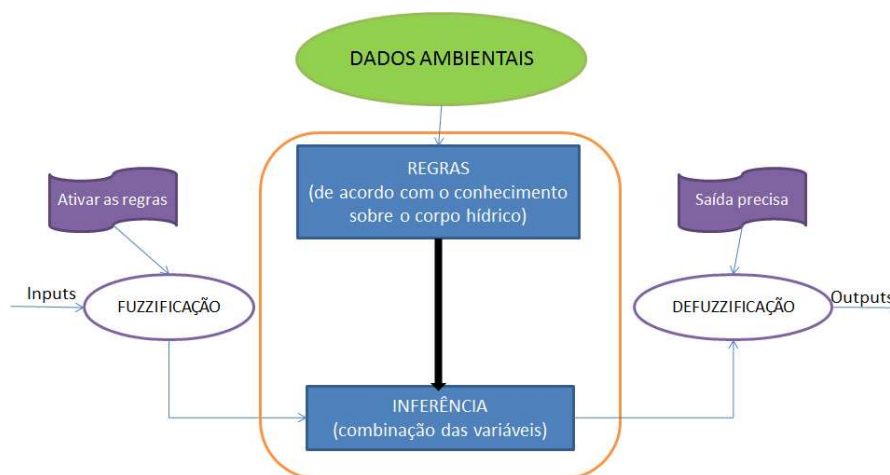 DADOS AMBIENTAIS
REGRAS
(de acordo com o conhecimento
sobre o corpo hídrico)
Ativar as regras
Saída precisa
Inputs
FUZZIFICAÇÃO
DEFUZZIFICAÇÃO
Outputs
INFERÊNCIA
(combinação das variáveis)